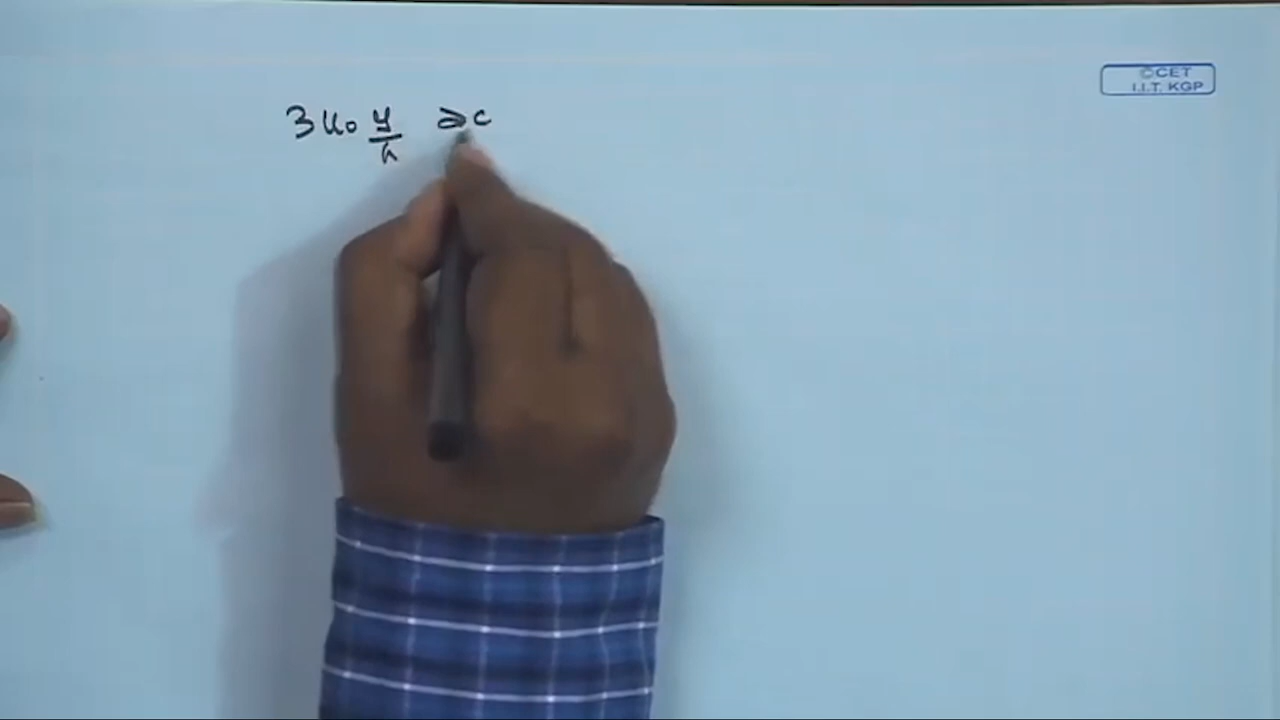 ©CET
I.I.T. KGP
3u₀ y/h ∂c